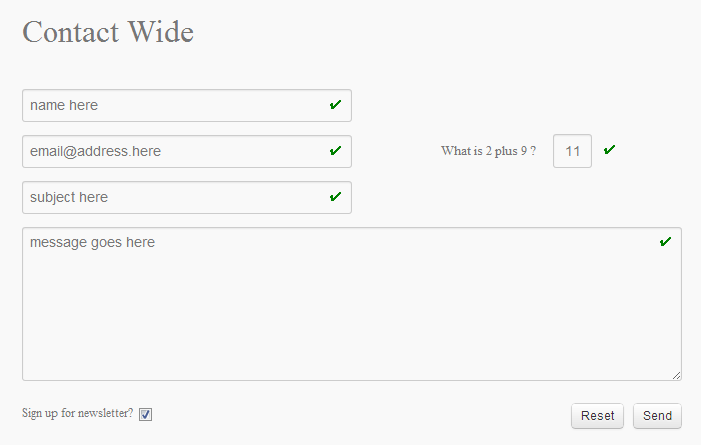 Contact Wide
name here
email@address.here
What is 2 plus 9 ? 11
subject here
message goes here
Sign up for newsletter?
Reset Send